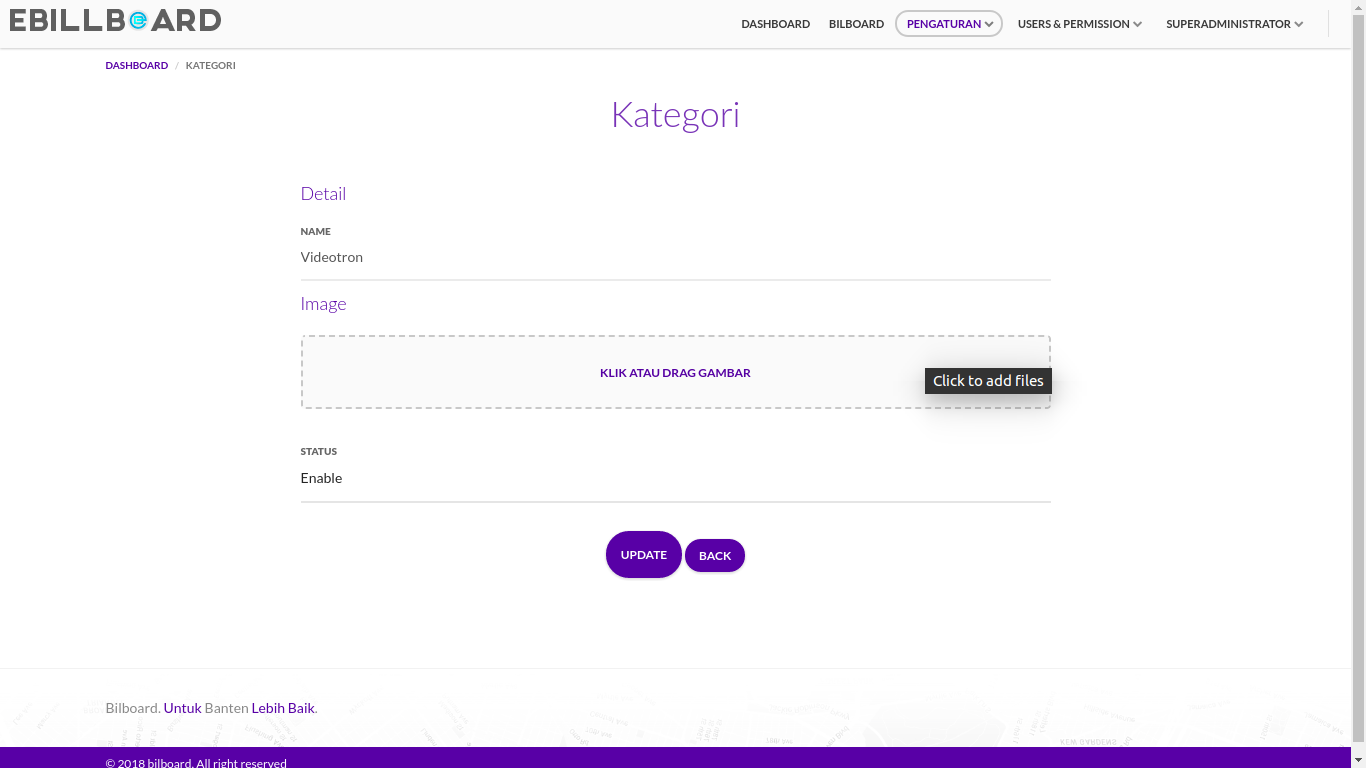 EBILLBOARD
DASHBOARD BILBOARD PENGATURAN USERS & PERMISSION SUPERADMINISTRATOR
DASHBOARD / KATEGORI
Kategori
Detail
NAME
Videotron
Image
KLIK ATAU DRAG GAMBAR
Click to add files
STATUS
Enable
UPDATE BACK
Bilboard. Untuk Banten Lebih Baik.
© 2018 bilboard. All right reserved